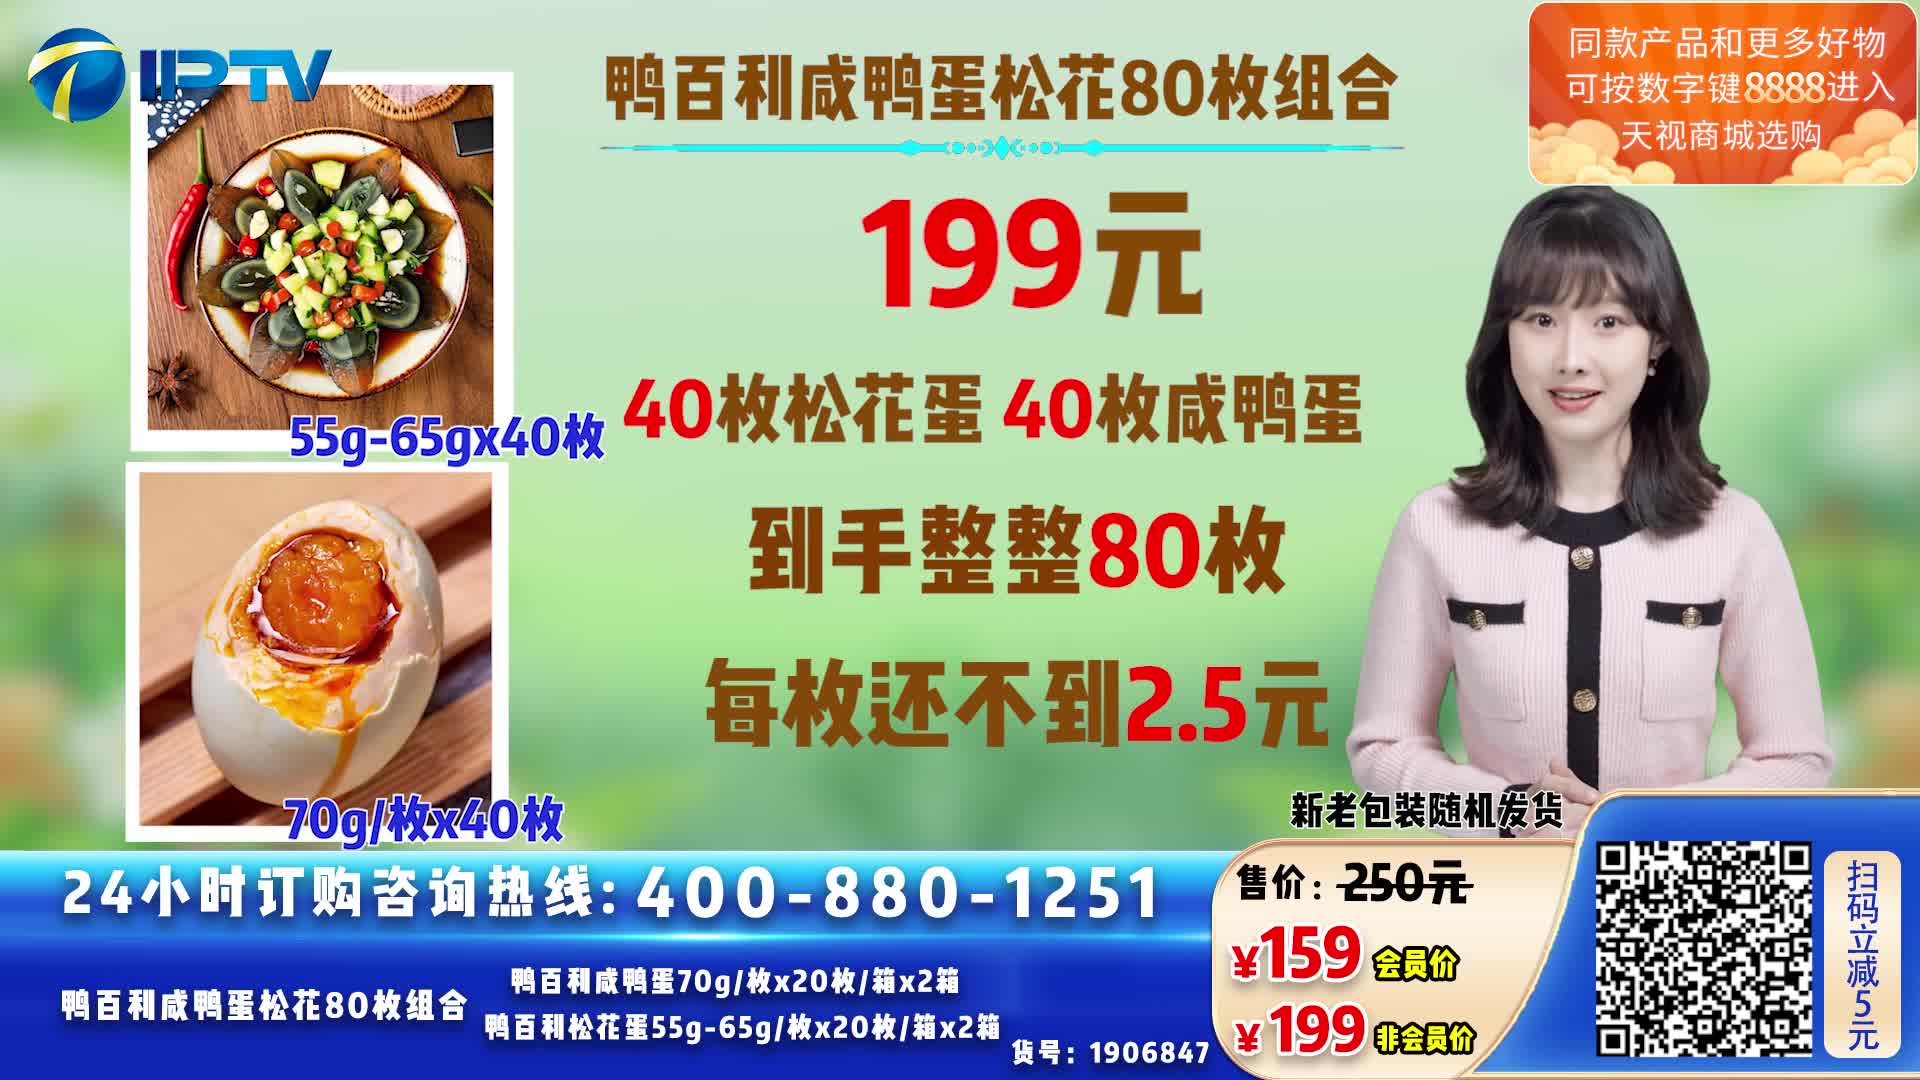 IPTV
鸭百利咸鸭蛋松花80枚组合
同款产品和更多好物
可按数字键8888进入
天视商城选购
199元
55g-65gx40枚
40枚松花蛋 40枚咸鸭蛋
到手整整80枚
每枚还不到2.5元
70g/枚x40枚
新老包装随机发货
24小时订购咨询热线:400-880-1251
鸭百利咸鸭蛋松花80枚组合
鸭百利咸鸭蛋70g/枚x20枚/箱x2箱
鸭百利松花蛋55g-65g/枚x20枚/箱x2箱
货号：1906847
售价：250元
¥159 会员价
¥199 非会员价
扫码立减5元